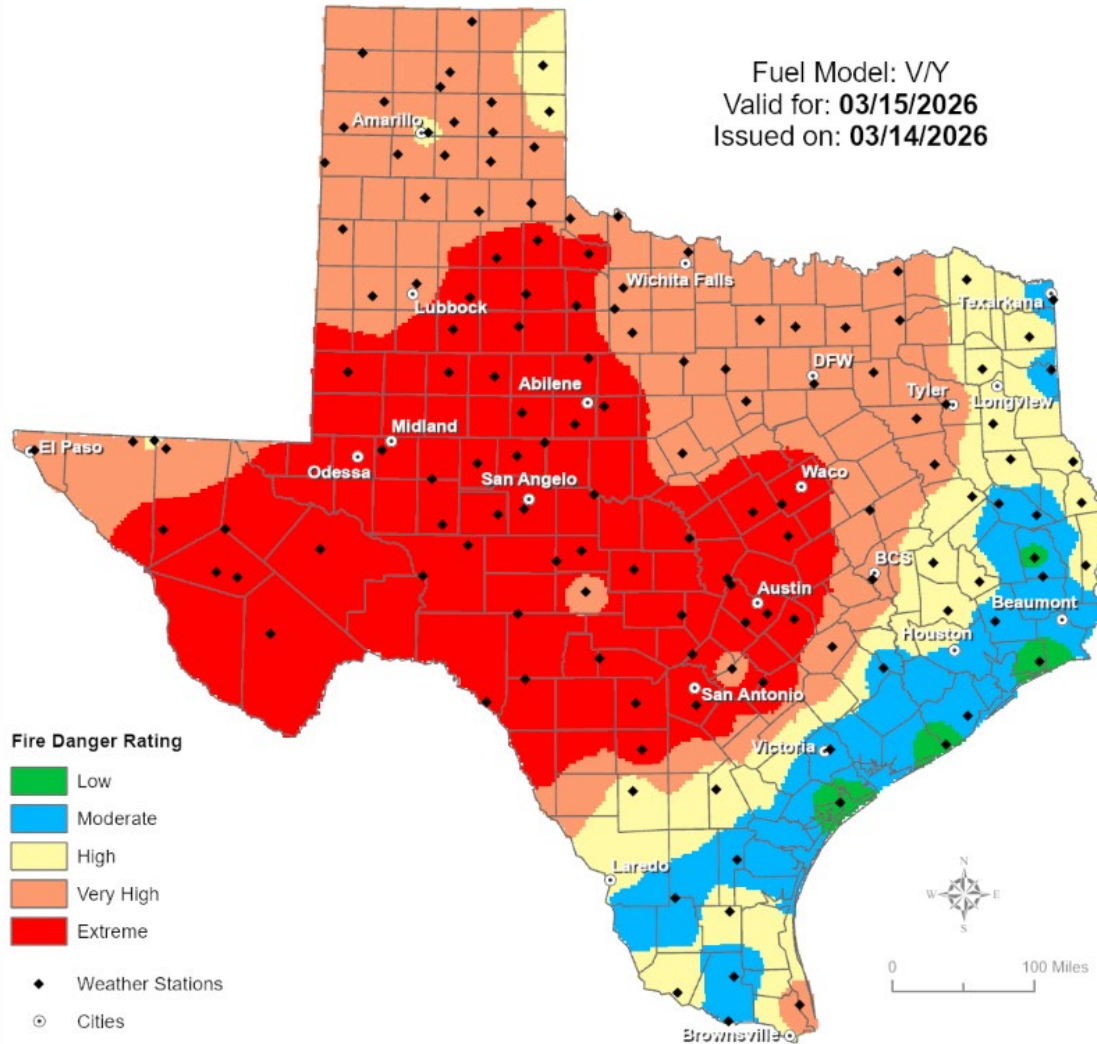 Fuel Model: V/Y
Valid for: 03/15/2026
Issued on: 03/14/2026
Amarillo
Wichita Falls
Lubbock
Texarkana
DFW
Abilene
Tyler
Longview
El Paso
Midland
Odessa
San Angelo
Waco
BCS
Austin
Beaumont
Houston
San Antonio
Victoria
Laredo
Brownsville
Fire Danger Rating
Low
Moderate
High
Very High
Extreme
Weather Stations
Cities
N
W E
S
0 100 Miles